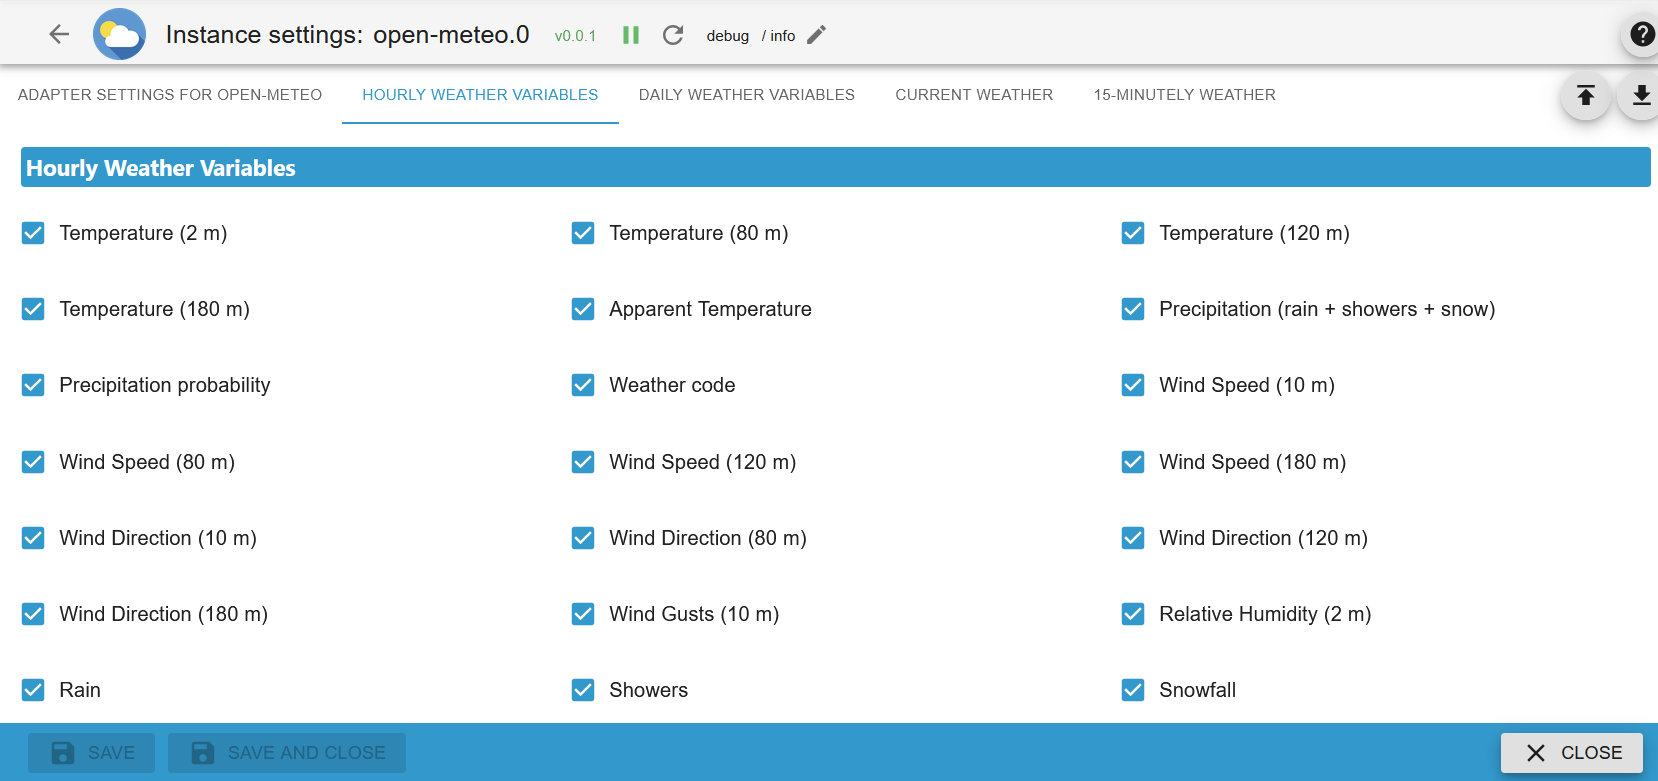 Instance settings: open-meteo.0 v0.0.1 debug / info
ADAPTER SETTINGS FOR OPEN-METEO HOURLY WEATHER VARIABLES DAILY WEATHER VARIABLES CURRENT WEATHER 15-MINUTELY WEATHER
Hourly Weather Variables
Temperature (2 m) Temperature (80 m) Temperature (120 m)
Temperature (180 m) Apparent Temperature Precipitation (rain + showers + snow)
Precipitation probability Weather code Wind Speed (10 m)
Wind Speed (80 m) Wind Speed (120 m) Wind Speed (180 m)
Wind Direction (10 m) Wind Direction (80 m) Wind Direction (120 m)
Wind Direction (180 m) Wind Gusts (10 m) Relative Humidity (2 m)
Rain Showers Snowfall
SAVE SAVE AND CLOSE CLOSE